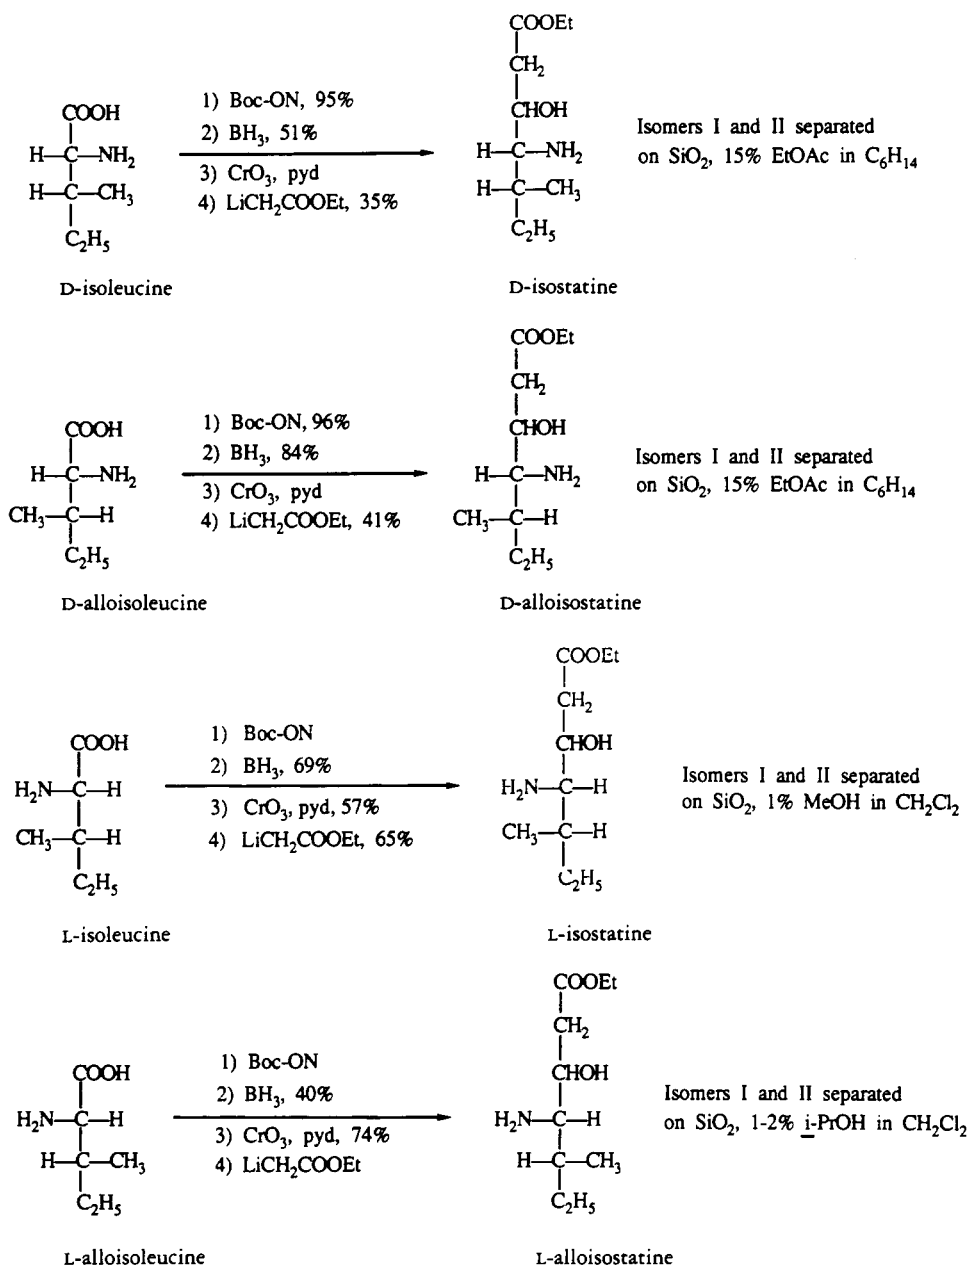 COOEt
CH₂
COOH
1) Boc-ON, 95%
CHOH
Isomers I and II separated
H—C—NH₂
2) BH₃, 51%
H—C—NH₂
on SiO₂, 15% EtOAc in C₆H₁₄
H—C—CH₃
3) CrO₃, pyd
H—C—CH₃
C₂H₅
4) LiCH₂COOEt, 35%
C₂H₅
D-isoleucine
D-isostatine
COOEt
CH₂
COOH
1) Boc-ON, 96%
CHOH
Isomers I and II separated
H—C—NH₂
2) BH₃, 84%
H—C—NH₂
on SiO₂, 15% EtOAc in C₆H₁₄
CH₃—C—H
3) CrO₃, pyd
CH₃—C—H
C₂H₅
4) LiCH₂COOEt, 41%
C₂H₅
D-alloisoleucine
D-alloisostatine
COOEt
CH₂
COOH
1) Boc-ON
CHOH
Isomers I and II separated
H₂N—C—H
2) BH₃, 69%
H₂N—C—H
on SiO₂, 1% MeOH in CH₂Cl₂
CH₃—C—H
3) CrO₃, pyd, 57%
CH₃—C—H
C₂H₅
4) LiCH₂COOEt, 65%
C₂H₅
L-isoleucine
L-isostatine
COOEt
CH₂
COOH
1) Boc-ON
CHOH
Isomers I and II separated
H₂N—C—H
2) BH₃, 40%
H₂N—C—H
on SiO₂, 1-2% i-PrOH in CH₂Cl₂
H—C—CH₃
3) CrO₃, pyd, 74%
H—C—CH₃
C₂H₅
4) LiCH₂COOEt
C₂H₅
L-alloisoleucine
L-alloisostatine